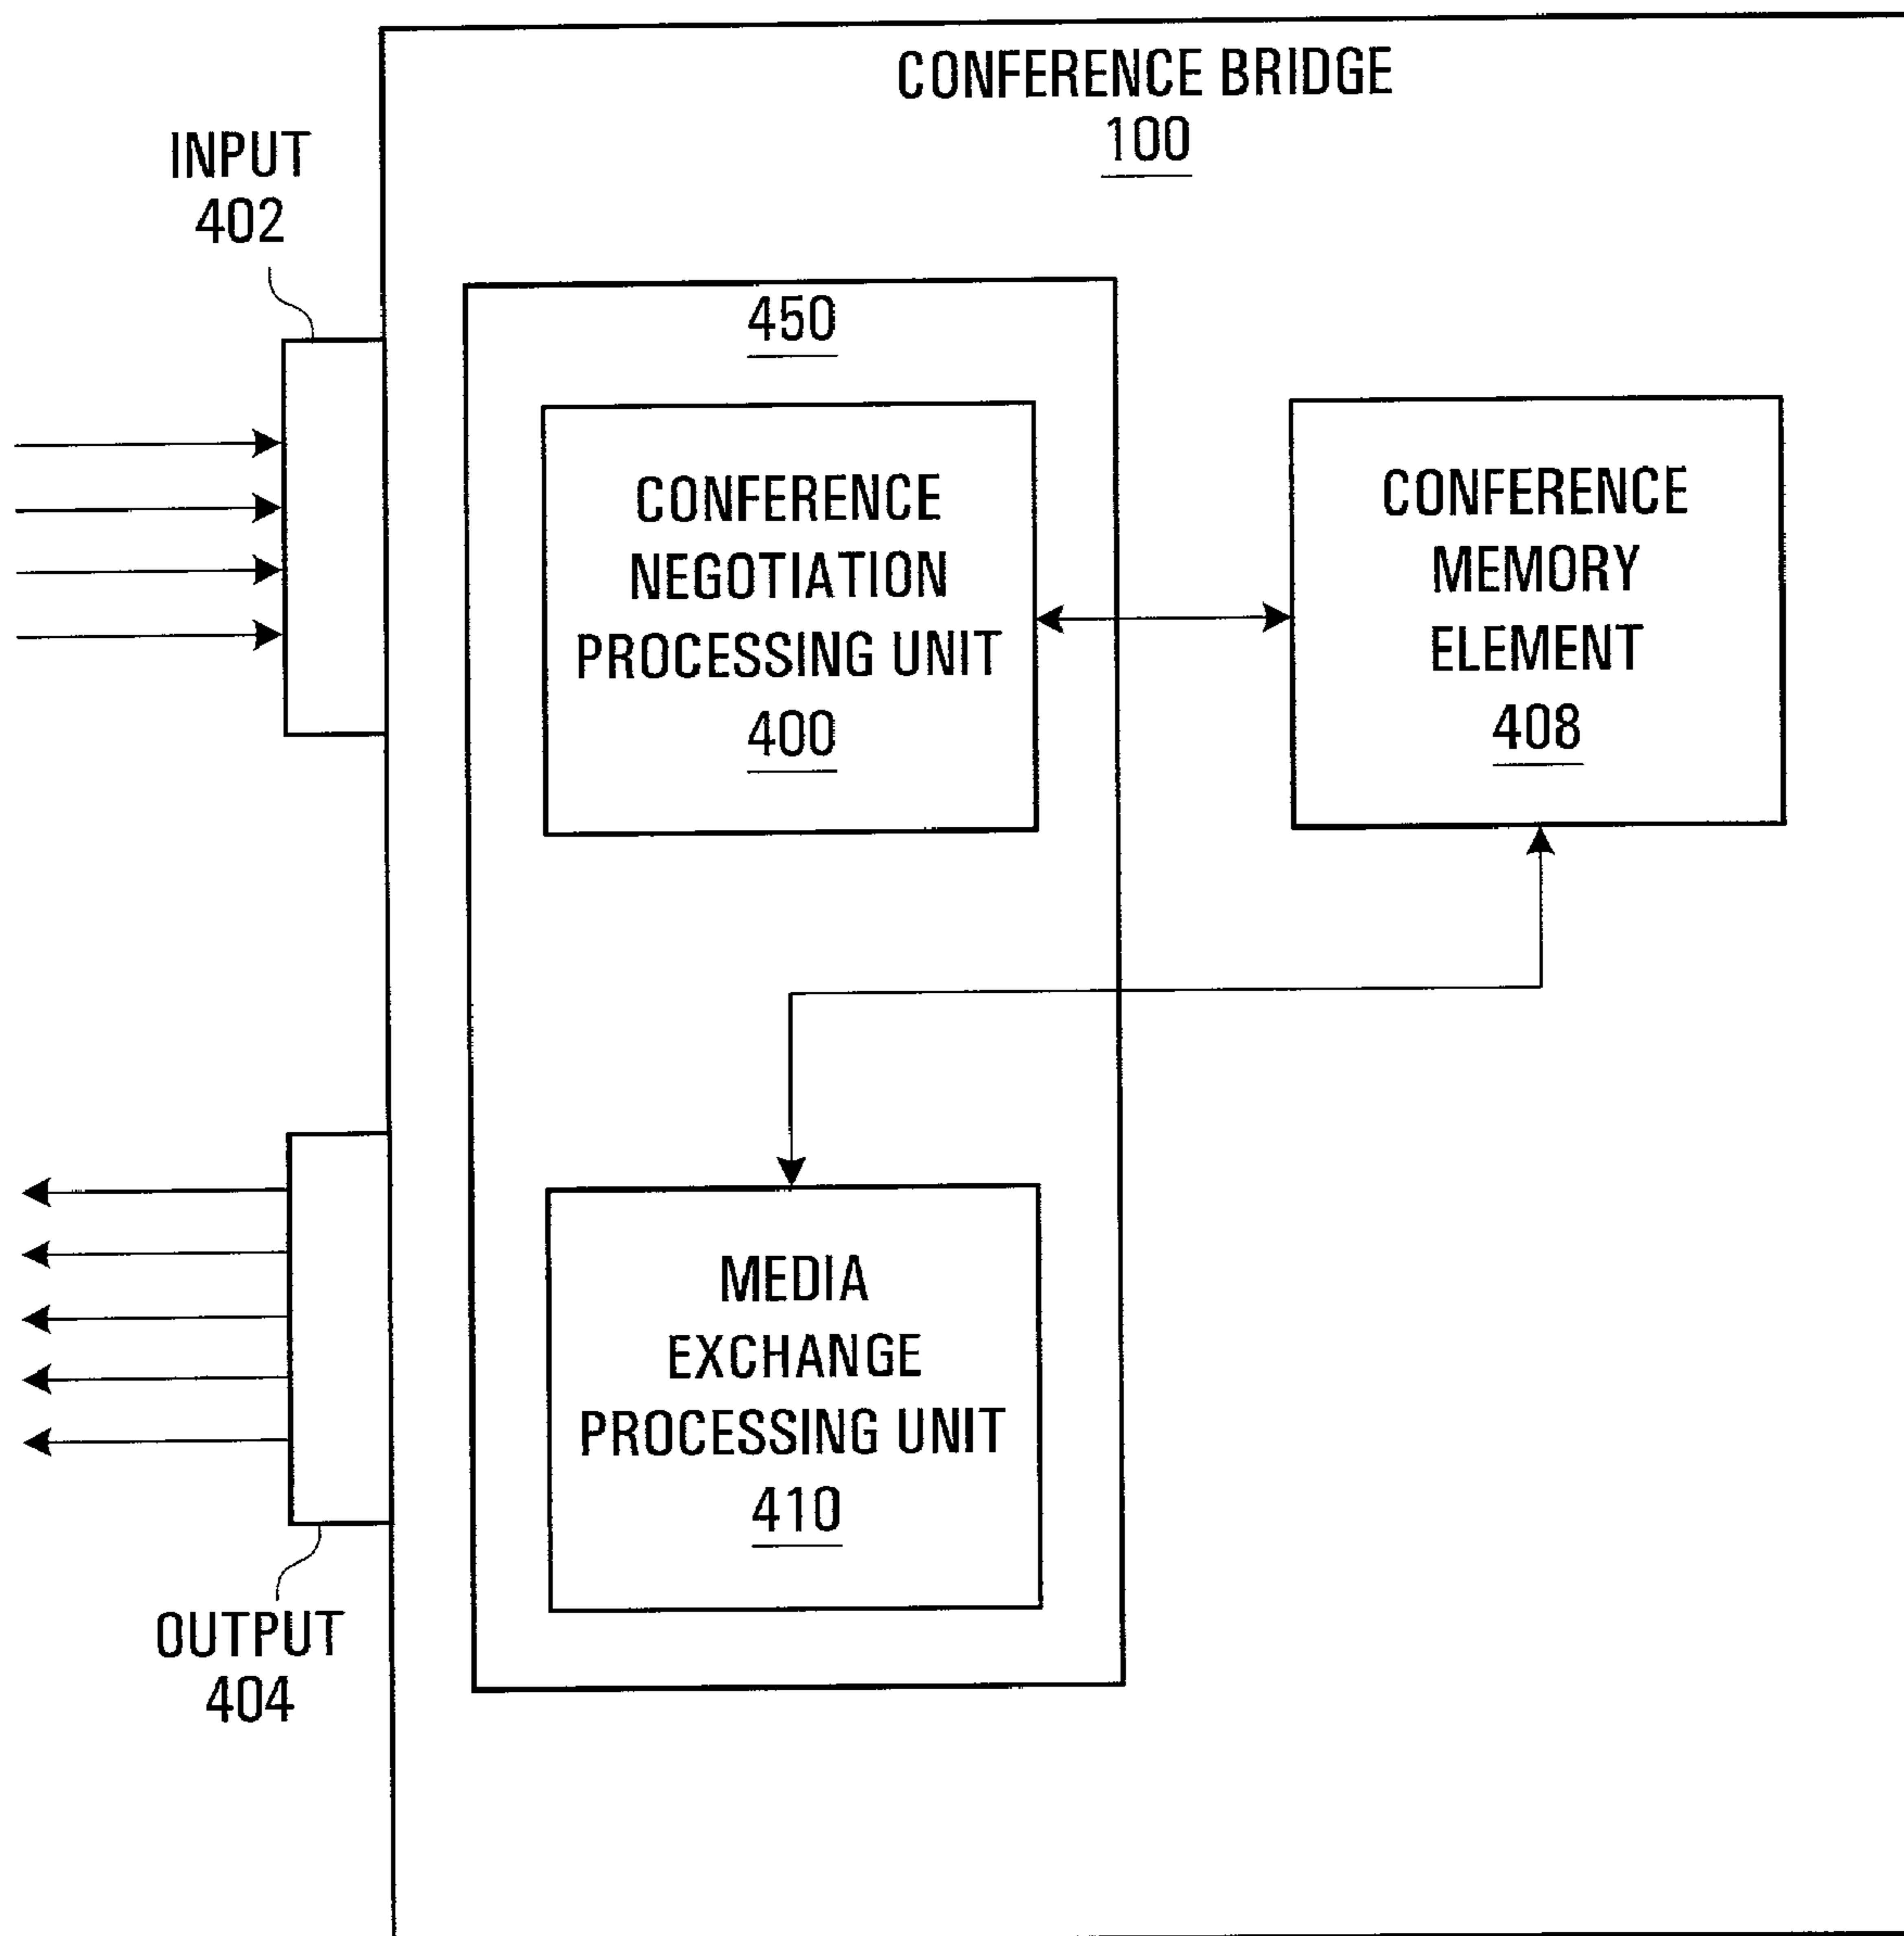 CONFERENCE BRIDGE
100
INPUT
402
450
CONFERENCE
NEGOTIATION
PROCESSING UNIT
400
CONFERENCE
MEMORY
ELEMENT
408
MEDIA
EXCHANGE
PROCESSING UNIT
410
OUTPUT
404